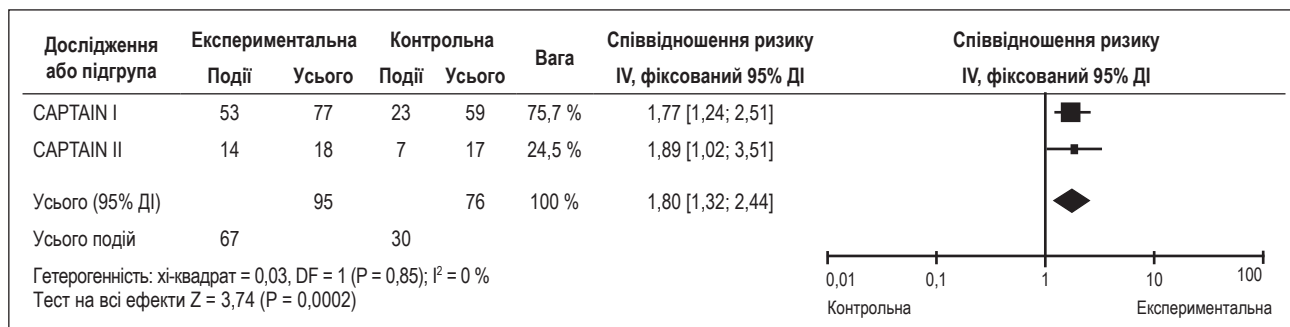 Дослідження або підгрупа Експериментальна Контрольна Вага Співвідношення ризику Співвідношення ризику
Події Усього Події Усього IV, фіксований 95% ДІ IV, фіксований 95% ДІ
CAPTAIN I 53 77 23 59 75,7 % 1,77 [1,24; 2,51]
CAPTAIN II 14 18 7 17 24,5 % 1,89 [1,02; 3,51]
Усього (95% ДІ) 95 76 100 % 1,80 [1,32; 2,44]
Усього подій 67 30
Гетерогенність: хі-квадрат = 0,03, DF = 1 (P = 0,85); I² = 0 %
Тест на всі ефекти Z = 3,74 (P = 0,0002)
0,01 0,1 1 10 100
Контрольна Експериментальна